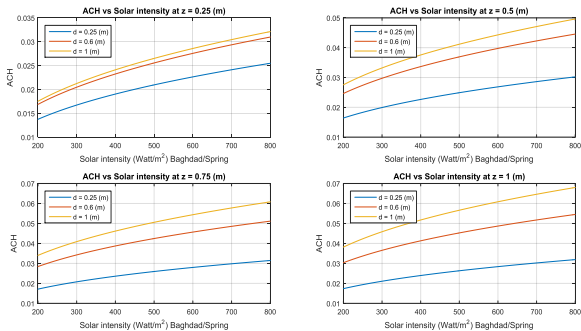 ACH vs Solar intensity at z = 0.25 (m)
0.035
0.03
0.025
0.02
0.015
0.01
ACH
d = 0.25 (m)
d = 0.6 (m)
d = 1 (m)
200 300 400 500 600 700 800
Solar intensity (Watt/m²) Baghdad/Spring
ACH vs Solar intensity at z = 0.5 (m)
0.05
0.04
0.03
0.02
0.01
ACH
d = 0.25 (m)
d = 0.6 (m)
d = 1 (m)
200 300 400 500 600 700 800
Solar intensity (Watt/m²) Baghdad/Spring
ACH vs Solar intensity at z = 0.75 (m)
0.07
0.06
0.05
0.04
0.03
0.02
0.01
ACH
d = 0.25 (m)
d = 0.6 (m)
d = 1 (m)
200 300 400 500 600 700 800
Solar intensity (Watt/m²) Baghdad/Spring
ACH vs Solar intensity at z = 1 (m)
0.07
0.06
0.05
0.04
0.03
0.02
0.01
ACH
d = 0.25 (m)
d = 0.6 (m)
d = 1 (m)
200 300 400 500 600 700 800
Solar intensity (Watt/m²) Baghdad/Spring